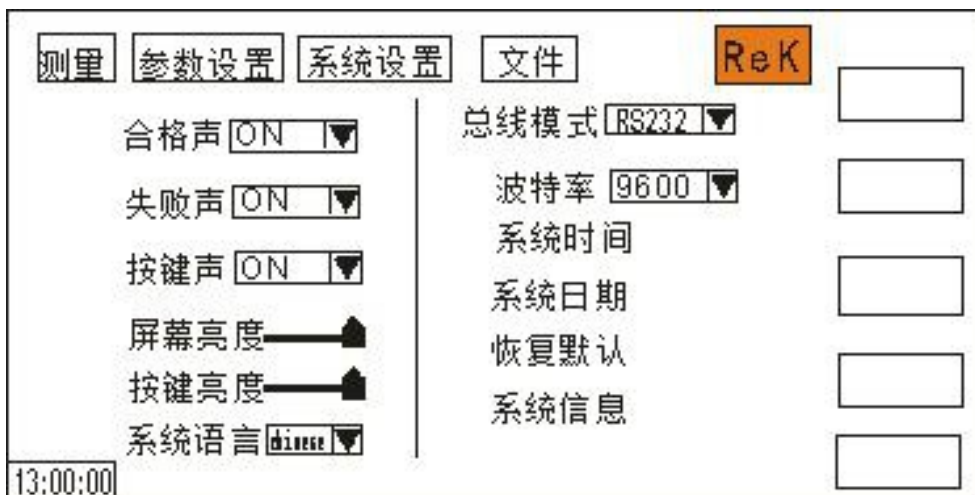 测量 参数设置 系统设置 文件 ReK
合格声 ON
失败声 ON
按键声 ON
屏幕亮度
按键亮度
系统语言 chinese
总线模式 RS232
波特率 9600
系统时间
系统日期
恢复默认
系统信息
13:00:00